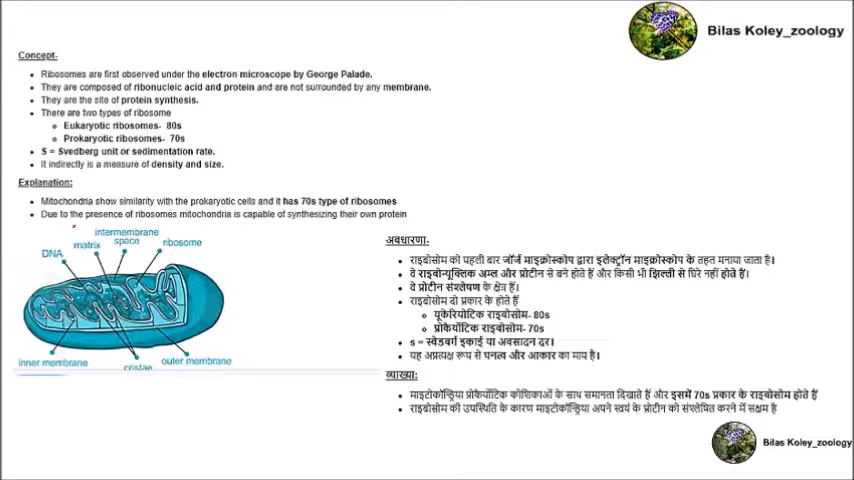 Bilas Koley_zoology
Concept-
Ribosomes are first observed under the electron microscope by George Palade.
They are composed of ribonucleic acid and protein and are not surrounded by any membrane.
They are the site of protein synthesis.
There are two types of ribosome
Eukaryotic ribosomes- 80s
Prokaryotic ribosomes- 70s
S = Svedberg unit or sedimentation rate.
It indirectly is a measure of density and size.
Explanation:
Mitochondria show similarity with the prokaryotic cells and it has 70s type of ribosomes
Due to the presence of ribosomes mitochondria is capable of synthesizing their own protein
intermembrane
space
matrix
ribosome
DNA
inner membrane
outer membrane
cristae
अवधारणा-
राइबोसोम को पहली बार जॉर्ज माइक्रोस्कोप द्वारा इलेक्ट्रॉन माइक्रोस्कोप के तहत मनाया जाता है।
वे राइबोन्यूक्लिक अम्ल और प्रोटीन से बने होते हैं और किसी भी झिल्ली से घिरे नहीं होते हैं।
वे प्रोटीन संश्लेषण के क्षेत्र हैं।
राइबोसोम दो प्रकार के होते हैं
यूकेरियोटिक राइबोसोम- 80s
प्रोकैर्योटिक राइबोसोम- 70s
s = स्वेडबर्ग इकाई या अवसादन दर।
यह अप्रत्यक्ष रूप से घनत्व और आकार का माप है।
व्याख्या:
माइटोकॉन्ड्रिया प्रोकैर्योटिक कोशिकाओं के साथ समानता दिखाते हैं और इसमें 70s प्रकार के राइबोसोम होते हैं
राइबोसोम की उपस्थिति के कारण माइटोकॉन्ड्रिया अपने स्वयं के प्रोटीन को संश्लेषित करने में सक्षम है
Bilas Koley_zoology